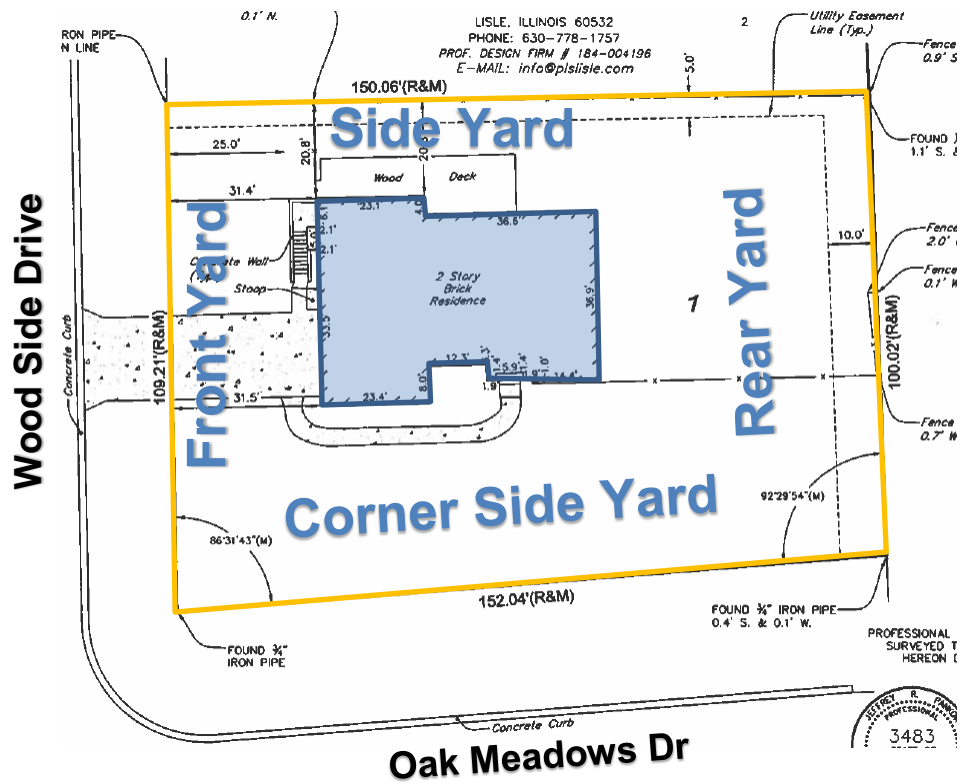 0.1' N.
LISLE, ILLINOIS 60532
PHONE: 630-778-1757
PROF. DESIGN FIRM # 184-004196
E-MAIL: info@plslisle.com
2
Utility Easement
Line (Typ.)
RON PIPE
N LINE
Fence
0.9' S
5.0'
150.06'(R&M)
Side Yard
25.0'
20.8'
FOUND
1.1' S. &
Wood Deck
31.4'
23.1'
4.0'
36.6'
6.1'
2.1'
5.0'
2.1'
Wall
Stoop
Front Yard
Wood Side Drive
Concrete Curb
109.21'(R&M)
33.5'
2 Story
Brick
Residence
36.9'
1
Rear Yard
10.0'
Fence
2.0'
Fence
0.1' W
100.02'(R&M)
12.3'
8.0'
5.9'
1.4'
1.0'
1.9'
14.4'
31.5'
23.4'
Fence
0.7' W
Corner Side Yard
92°29'54"(M)
86°31'43"(M)
152.04'(R&M)
FOUND ¾" IRON PIPE
0.4' S. & 0.1' W.
FOUND ¾"
IRON PIPE
PROFESSIONAL
SURVEYED T
HEREON D
JEFFREY R. PANKOW
PROFESSIONAL
3483
Concrete Curb
Oak Meadows Dr